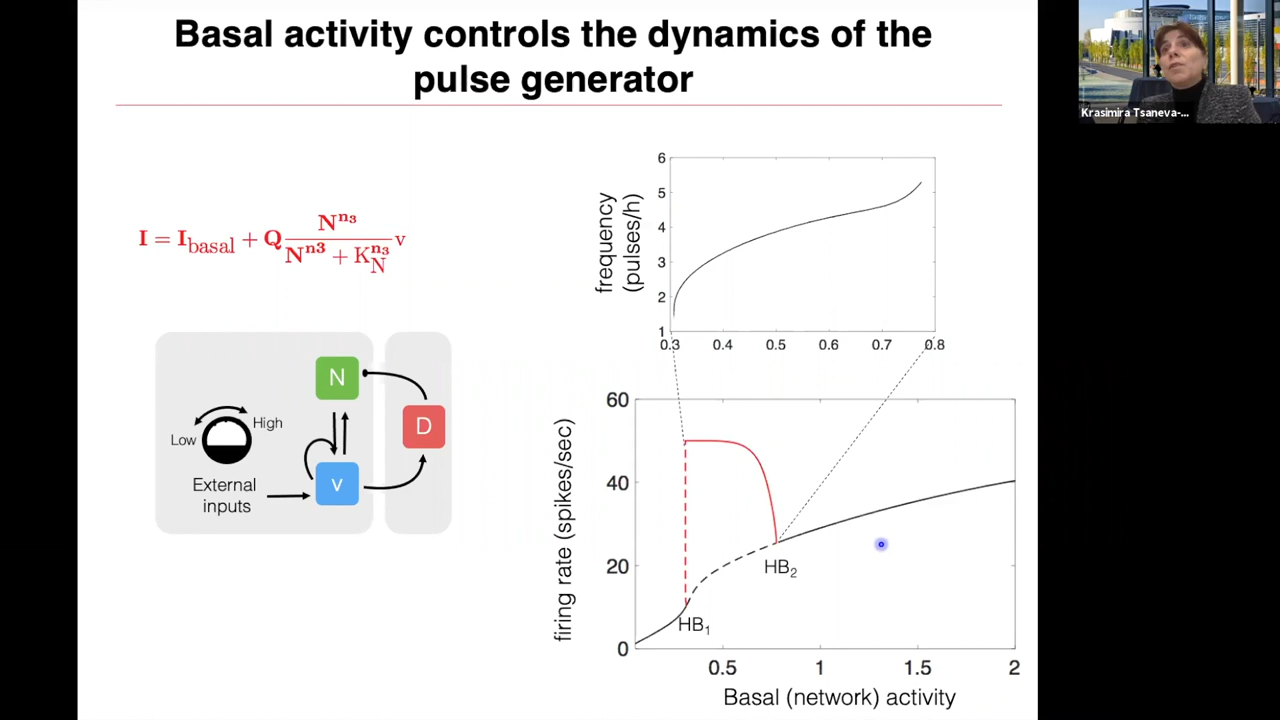 Basal activity controls the dynamics of the
pulse generator
Krasimira Tsaneva-...
I = I_basal + Q N^n3 / (N^n3 + K_N^n3) v
N
High
Low
D
External
inputs
v
frequency
(pulses/h)
6
5
4
3
2
1
0.3 0.4 0.5 0.6 0.7 0.8
firing rate (spikes/sec)
60
40
20
0
HB2
HB1
0.5 1 1.5 2
Basal (network) activity